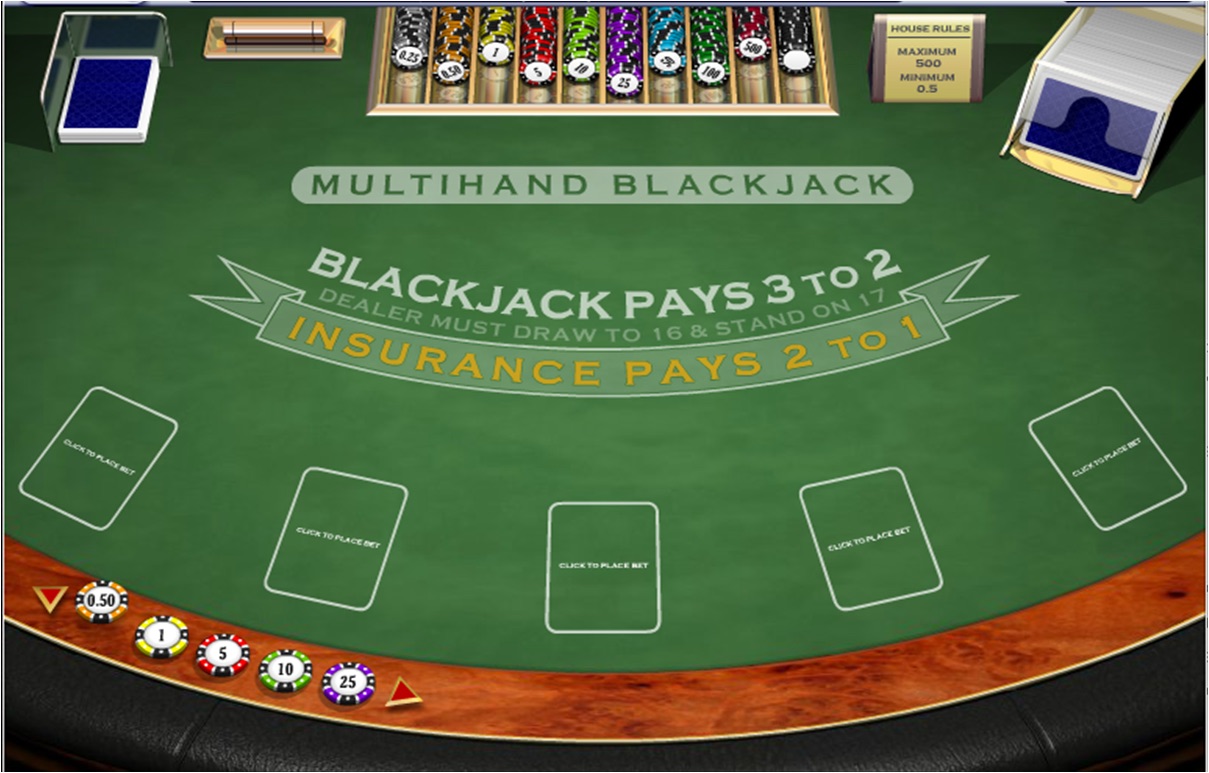 0.25
0.50
1
5
10
25
50
100
500
HOUSE RULES
MAXIMUM
500
MINIMUM
0.5
MULTIHAND BLACKJACK
BLACKJACK PAYS 3 TO 2
DEALER MUST DRAW TO 16 & STAND ON 17
INSURANCE PAYS 2 TO 1
CLICK TO PLACE BET
CLICK TO PLACE BET
CLICK TO PLACE BET
CLICK TO PLACE BET
CLICK TO PLACE BET
0.50
1
5
10
25